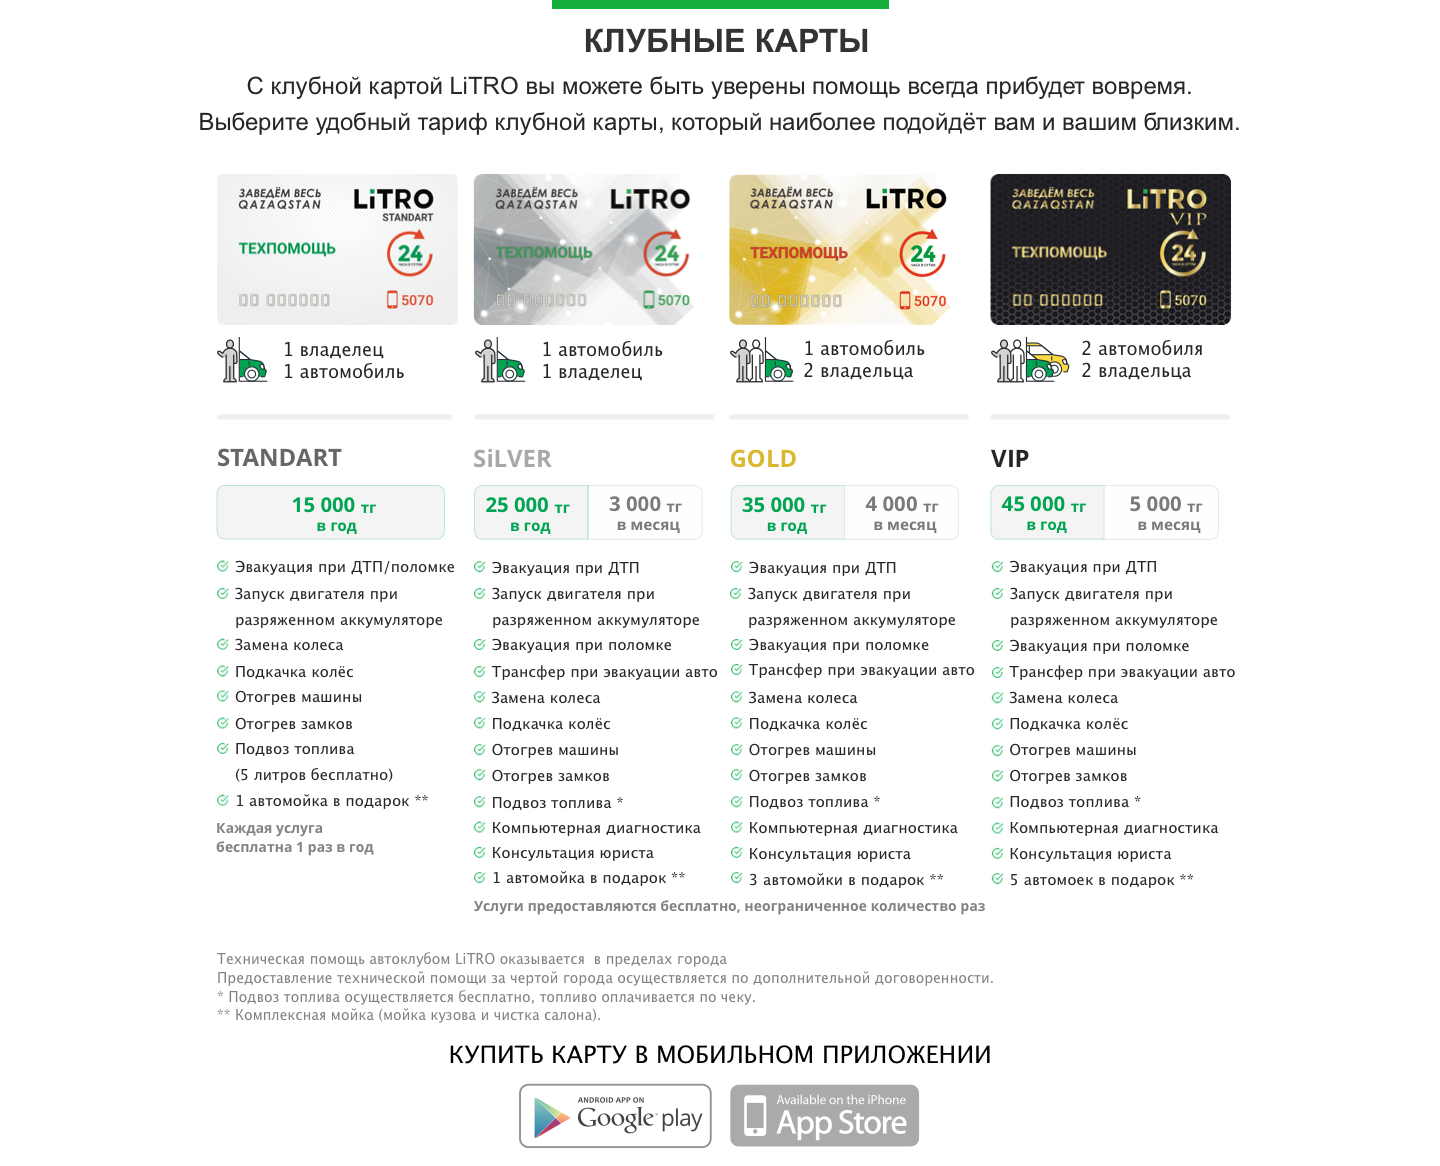 КЛУБНЫЕ КАРТЫ
С клубной картой LiTRO вы можете быть уверены помощь всегда прибудет вовремя.
Выберите удобный тариф клубной карты, который наиболее подойдёт вам и вашим близким.
ЗАВЕДЁМ ВЕСЬ
QAZAQSTAN
LiTRO
STANDART
ТЕХПОМОЩЬ
24
ЧАСА В СУТКИ
5070
ЗАВЕДЁМ ВЕСЬ
QAZAQSTAN
LiTRO
ТЕХПОМОЩЬ
24
ЧАСА В СУТКИ
5070
ЗАВЕДЁМ ВЕСЬ
QAZAQSTAN
LiTRO
ТЕХПОМОЩЬ
24
ЧАСА В СУТКИ
5070
ЗАВЕДЁМ ВЕСЬ
QAZAQSTAN
LiTRO
VIP
ТЕХПОМОЩЬ
24
ЧАСА В СУТКИ
5070
1 владелец
1 автомобиль
1 автомобиль
1 владелец
1 автомобиль
2 владельца
2 автомобиля
2 владельца
STANDART
15 000 тг
в год
Эвакуация при ДТП/поломке
Запуск двигателя при
разряженном аккумуляторе
Замена колеса
Подкачка колёс
Отогрев машины
Отогрев замков
Подвоз топлива
(5 литров бесплатно)
1 автомойка в подарок **
Каждая услуга
бесплатна 1 раз в год
SiLVER
25 000 тг
в год
3 000 тг
в месяц
Эвакуация при ДТП
Запуск двигателя при
разряженном аккумуляторе
Эвакуация при поломке
Трансфер при эвакуации авто
Замена колеса
Подкачка колёс
Отогрев машины
Отогрев замков
Подвоз топлива *
Компьютерная диагностика
Консультация юриста
1 автомойка в подарок **
GOLD
35 000 тг
в год
4 000 тг
в месяц
Эвакуация при ДТП
Запуск двигателя при
разряженном аккумуляторе
Эвакуация при поломке
Трансфер при эвакуации авто
Замена колеса
Подкачка колёс
Отогрев машины
Отогрев замков
Подвоз топлива *
Компьютерная диагностика
Консультация юриста
3 автомойки в подарок **
VIP
45 000 тг
в год
5 000 тг
в месяц
Эвакуация при ДТП
Запуск двигателя при
разряженном аккумуляторе
Эвакуация при поломке
Трансфер при эвакуации авто
Замена колеса
Подкачка колёс
Отогрев машины
Отогрев замков
Подвоз топлива *
Компьютерная диагностика
Консультация юриста
5 автомоек в подарок **
Услуги предоставляются бесплатно, неограниченное количество раз
Техническая помощь автоклубом LiTRO оказывается в пределах города
Предоставление технической помощи за чертой города осуществляется по дополнительной договоренности.
* Подвоз топлива осуществляется бесплатно, топливо оплачивается по чеку.
** Комплексная мойка (мойка кузова и чистка салона).
КУПИТЬ КАРТУ В МОБИЛЬНОМ ПРИЛОЖЕНИИ
ANDROID APP ON
Google play
Available on the iPhone
App Store